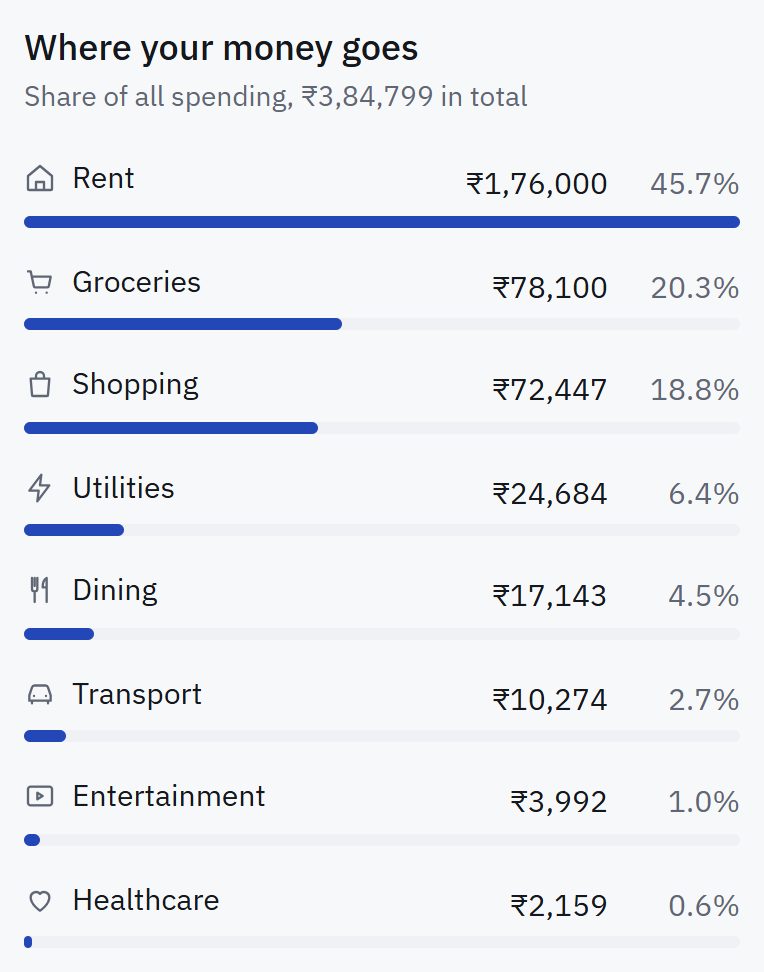 Where your money goes
Share of all spending, ₹3,84,799 in total
Rent ₹1,76,000 45.7%
Groceries ₹78,100 20.3%
Shopping ₹72,447 18.8%
Utilities ₹24,684 6.4%
Dining ₹17,143 4.5%
Transport ₹10,274 2.7%
Entertainment ₹3,992 1.0%
Healthcare ₹2,159 0.6%